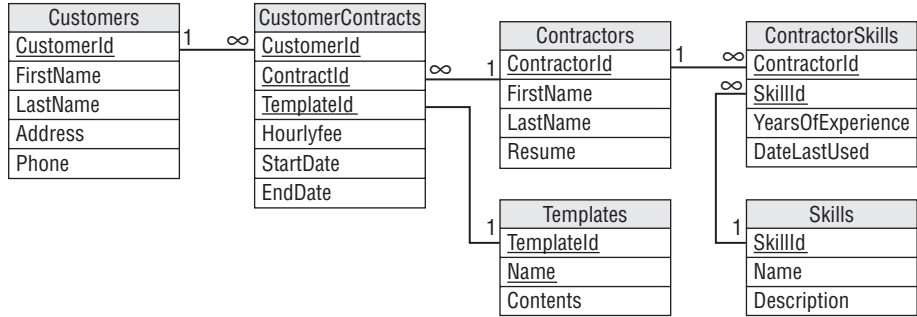 Customers
CustomerId
FirstName
LastName
Address
Phone
1
∞
CustomerContracts
CustomerId
ContractId
TemplateId
Hourlyfee
StartDate
EndDate
∞
1
Contractors
ContractorId
FirstName
LastName
Resume
1
∞
ContractorSkills
ContractorId
∞
SkillId
YearsOfExperience
DateLastUsed
1
Templates
TemplateId
Name
Contents
1
Skills
SkillId
Name
Description